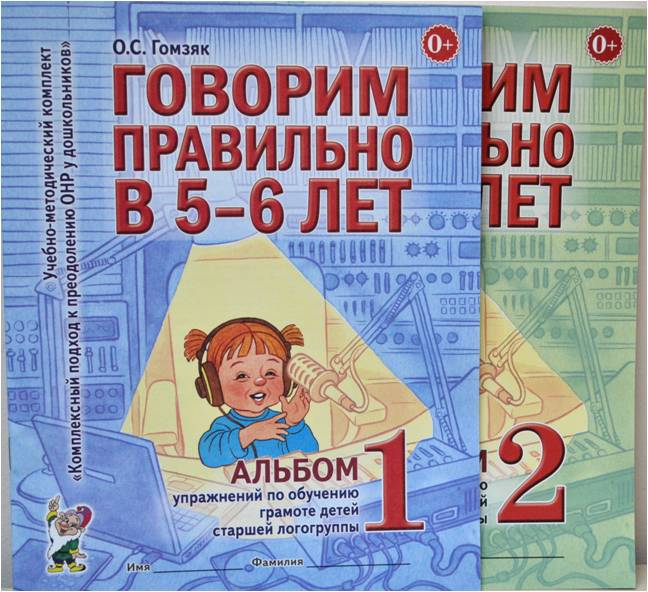 О.С. Гомзяк
0+
ГОВОРИМ
ПРАВИЛЬНО
В 5–6 ЛЕТ
Учебно-методический комплект
«Комплексный подход к преодолению ОНР у дошкольников»
АЛЬБОМ
1
упражнений по обучению
грамоте детей
старшей логогруппы
Имя Фамилия
0+
ИМ
ЬНО
ЛЕТ
М
2
ю
ей
ы